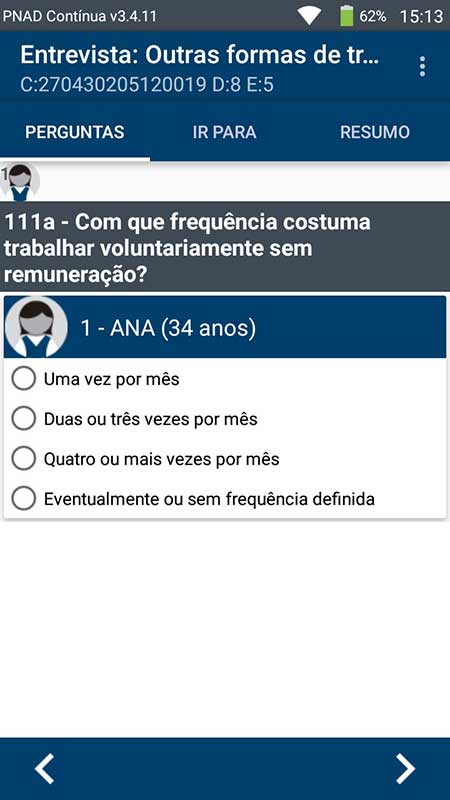 PNAD Contínua v3.4.11 62% 15:13
Entrevista: Outras formas de tr...
C:270430205120019 D:8 E:5
PERGUNTAS IR PARA RESUMO
1
111a - Com que frequência costuma
trabalhar voluntariamente sem
remuneração?
1 - ANA (34 anos)
Uma vez por mês
Duas ou três vezes por mês
Quatro ou mais vezes por mês
Eventualmente ou sem frequência definida